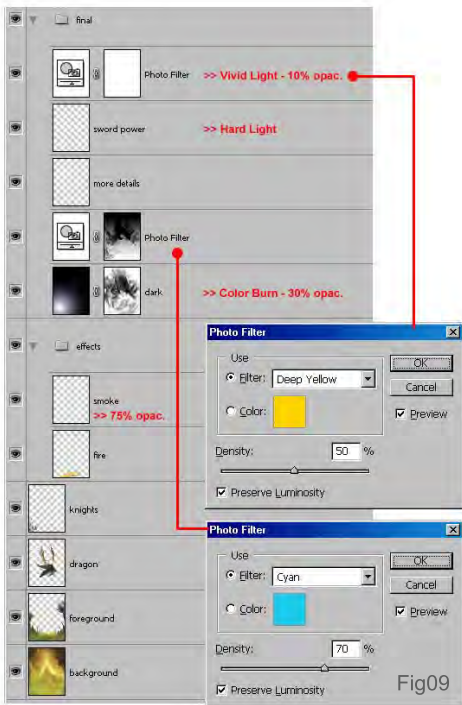 final
Photo Filter >> Vivid Light - 10% opac.
sword power >> Hard Light
more details
Photo Filter
dark >> Color Burn - 30% opac.
effects
smoke
>> 75% opac.
fire
knights
dragon
foreground
background
Photo Filter
Use
Filter: Deep Yellow
Color:
OK
Cancel
Preview
Density: 50 %
Preserve Luminosity
Photo Filter
Use
Filter: Cyan
Color:
OK
Cancel
Preview
Density: 70 %
Preserve Luminosity
Fig09